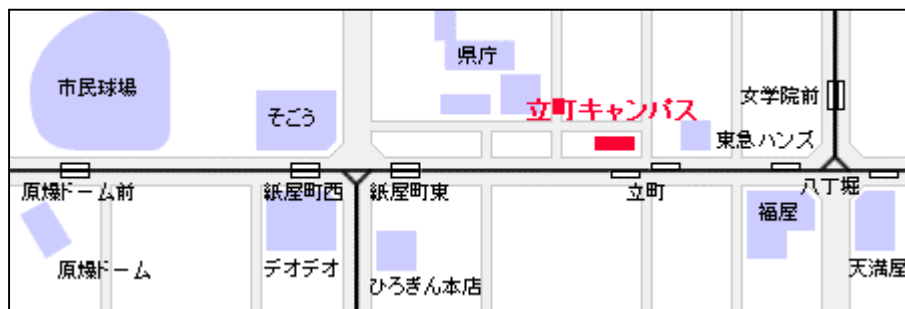 県庁
市民球場
そごう
女学院前
立町キャンパス
東急ハンズ
原爆ドーム前
紙屋町西
紙屋町東
立町
八丁堀
福屋
原爆ドーム
デオデオ
ひろぎん本店
天満屋